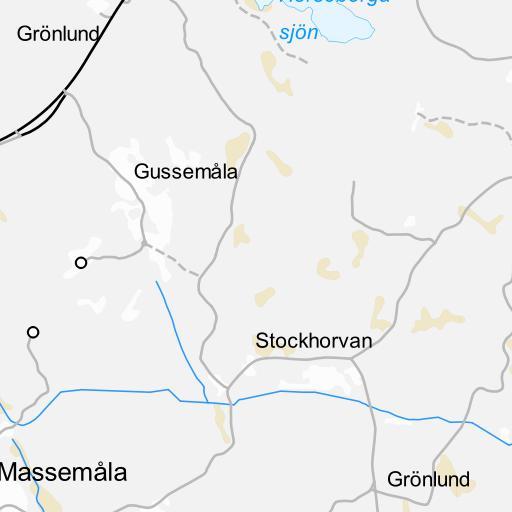 sjön
Grönlund
Gussemåla
Stockhorvan
Massemåla
Grönlund